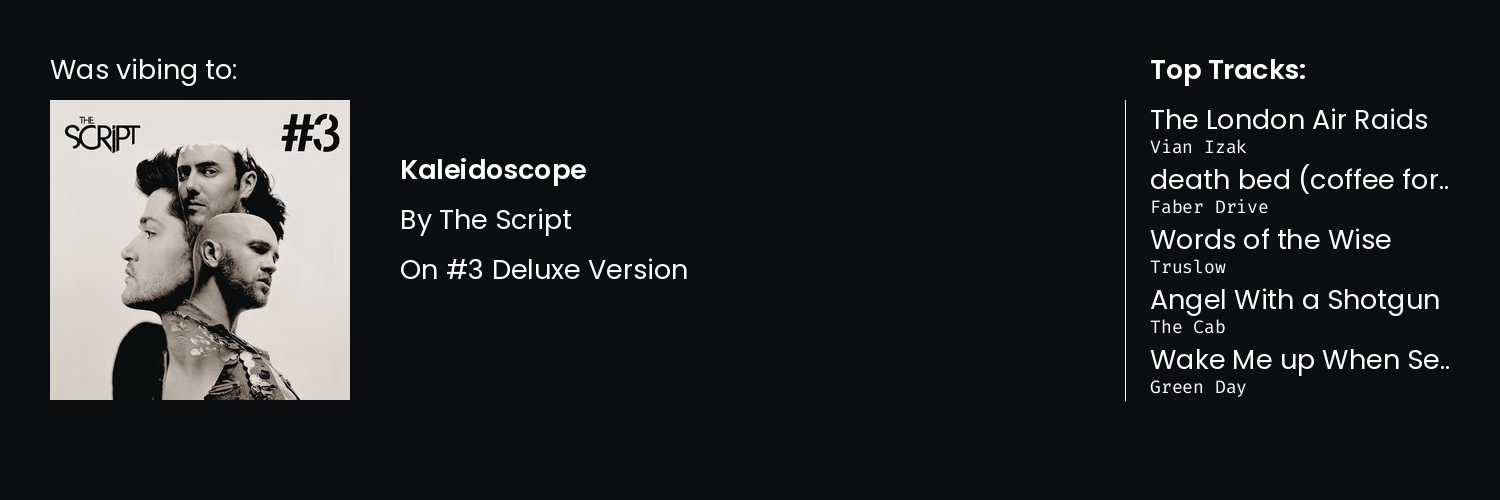 Was vibing to:
THE
SCRIPT
#3
Kaleidoscope
By The Script
On #3 Deluxe Version
Top Tracks:
The London Air Raids
Vian Izak
death bed (coffee for..
Faber Drive
Words of the Wise
Truslow
Angel With a Shotgun
The Cab
Wake Me up When Se..
Green Day